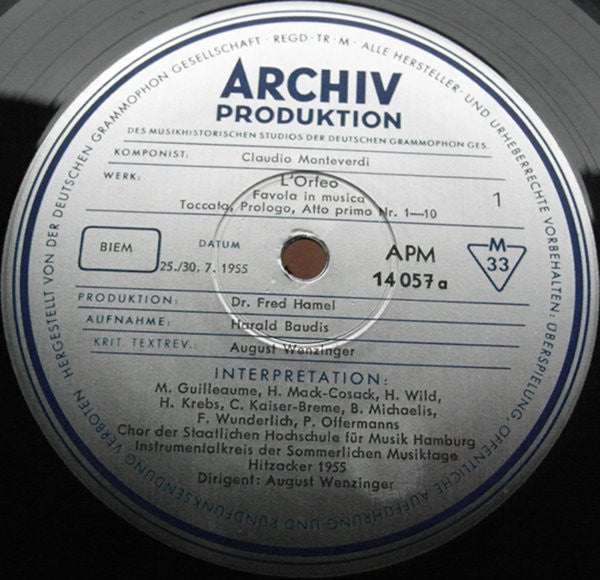 HERGESTELLT VON DER DEUTSCHEN GRAMMOPHON GESELLSCHAFT · REGD · TR · M · ALLE HERSTELLER- UND URHEBERRECHTE VORBEHALTEN: ÜBERSPIELUNG, ÖFFENTLICHE AUFFÜHRUNG UND RUNDFUNKSENDUNG VERBOTEN
ARCHIV
PRODUKTION
DES MUSIKHISTORISCHEN STUDIOS DER DEUTSCHEN GRAMMOPHON GES.
KOMPONIST: Claudio Monteverdi
WERK: L'Orfeo
Favola in musica
Toccata, Prologo, Atto primo Nr. 1—10
1
BIEM
DATUM
25./30. 7. 1955
APM
14 057 a
M
33
PRODUKTION: Dr. Fred Hamel
AUFNAHME: Harald Baudis
KRIT. TEXTREV.: August Wenzinger
INTERPRETATION:
M. Guilleaume, H. Mack-Cosack, H. Wild,
H. Krebs, C. Kaiser-Breme, B. Michaelis,
F. Wunderlich, P. Offermanns
Chor der Staatlichen Hochschule für Musik Hamburg
Instrumentalkreis der Sommerlichen Musiktage
Hitzacker 1955
Dirigent: August Wenzinger